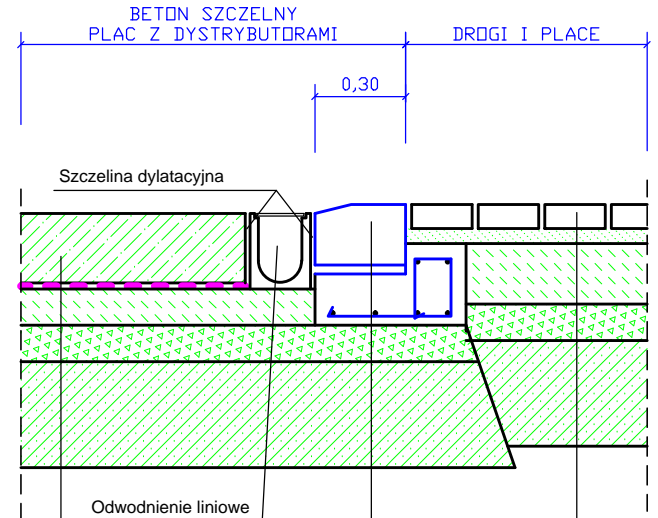 BETON SZCZELNY
PLAC Z DYSTRYBUTORAMI
DROGI I PLACE
0,30
Szczelina dylatacyjna
Odwodnienie liniowe